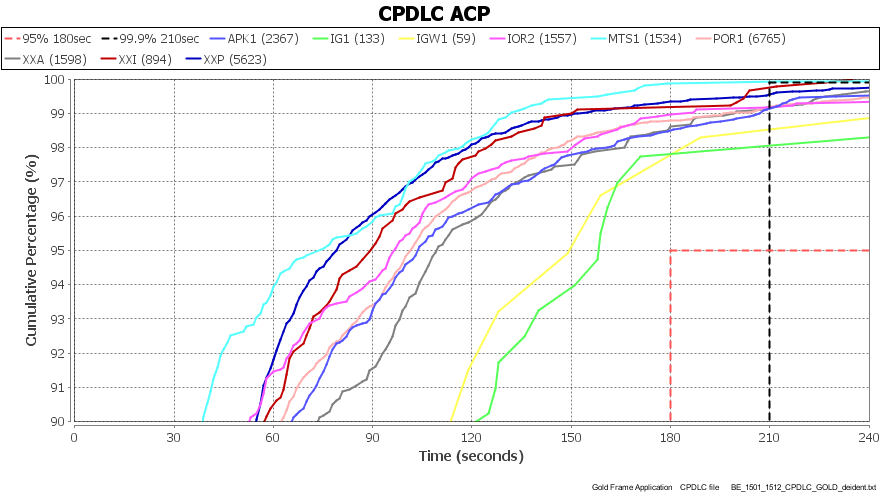 CPDLC ACP
95% 180sec 99.9% 210sec APK1 (2367) IG1 (133) IGW1 (59) IOR2 (1557) MTS1 (1534) POR1 (6765)
XXA (1598) XXI (894) XXP (5623)
Cumulative Percentage (%)
100
99
98
97
96
95
94
93
92
91
90
0 30 60 90 120 150 180 210 240
Time (seconds)
Gold Frame Application CPDLC file BE_1501_1512_CPDLC_GOLD_deident.txt